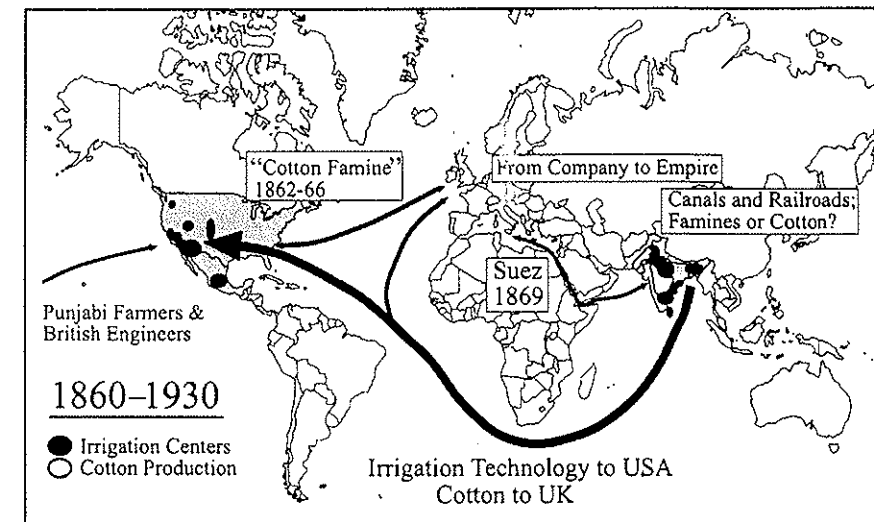 "Cotton Famine"
1862-66
From Company to Empire
Canals and Railroads;
Famines or Cotton?
Suez
1869
Punjabi Farmers &
British Engineers
1860–1930
Irrigation Centers
Cotton Production
Irrigation Technology to USA
Cotton to UK